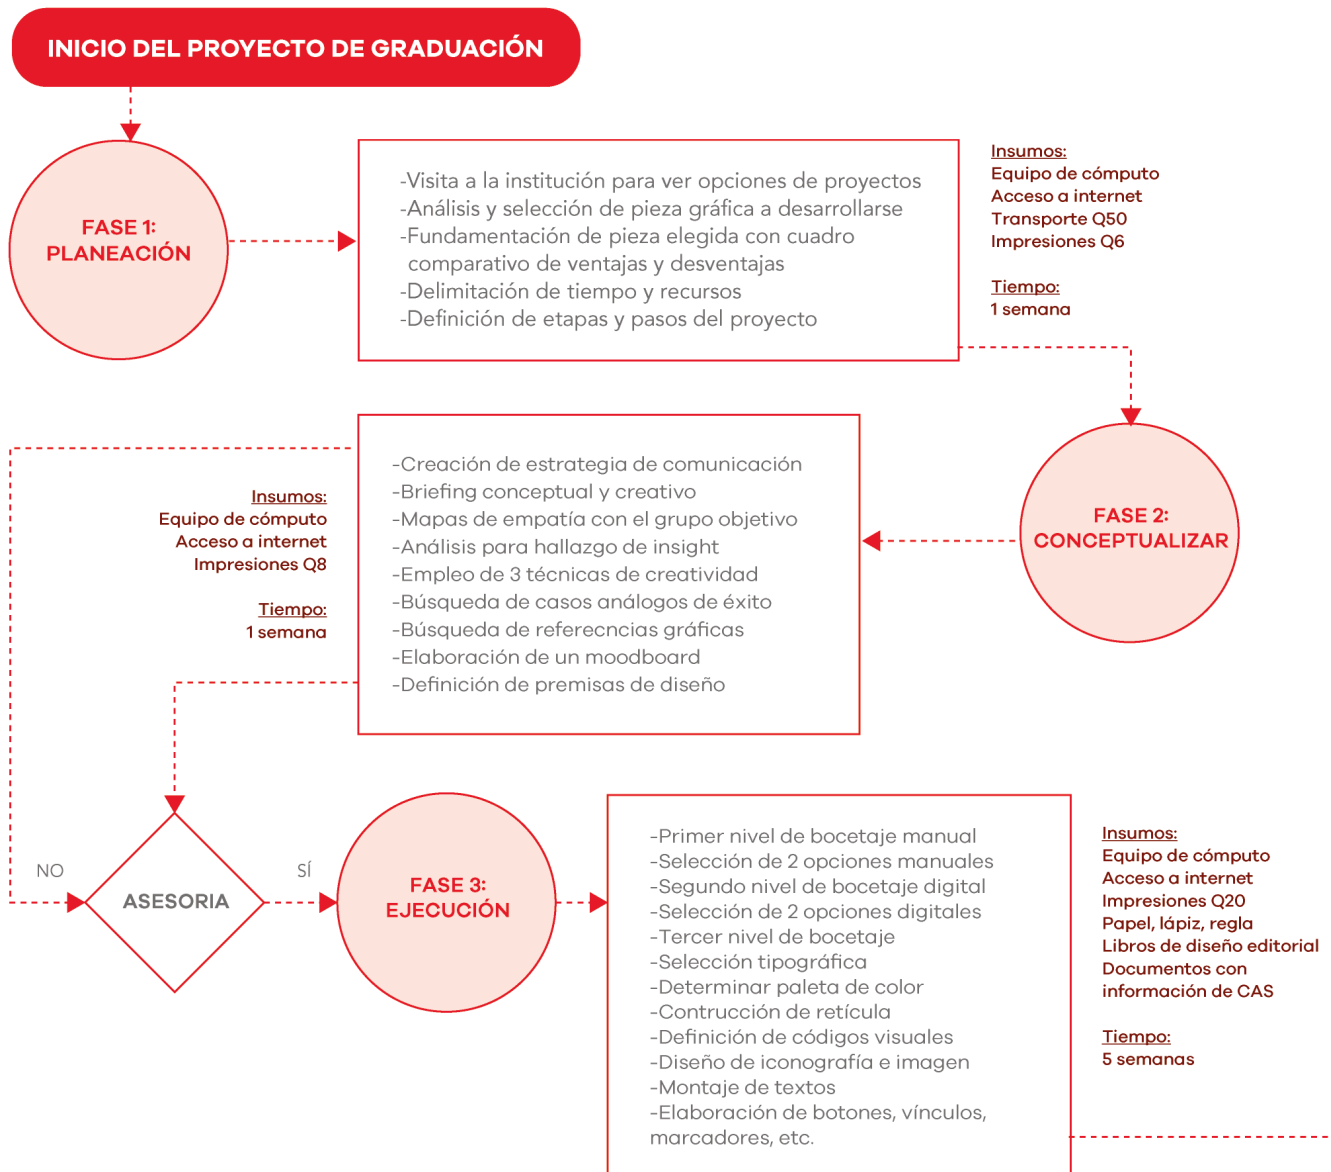 INICIO DEL PROYECTO DE GRADUACIÓN
FASE 1:
PLANEACIÓN
-Visita a la institución para ver opciones de proyectos
-Análisis y selección de pieza gráfica a desarrollarse
-Fundamentación de pieza elegida con cuadro
comparativo de ventajas y desventajas
-Delimitación de tiempo y recursos
-Definición de etapas y pasos del proyecto
Insumos:
Equipo de cómputo
Acceso a internet
Transporte Q50
Impresiones Q6
Tiempo:
1 semana
FASE 2:
CONCEPTUALIZAR
-Creación de estrategia de comunicación
-Briefing conceptual y creativo
-Mapas de empatía con el grupo objetivo
-Análisis para hallazgo de insight
-Empleo de 3 técnicas de creatividad
-Búsqueda de casos análogos de éxito
-Búsqueda de referecncias gráficas
-Elaboración de un moodboard
-Definición de premisas de diseño
Insumos:
Equipo de cómputo
Acceso a internet
Impresiones Q8
Tiempo:
1 semana
NO
ASESORIA
SÍ
FASE 3:
EJECUCIÓN
-Primer nivel de bocetaje manual
-Selección de 2 opciones manuales
-Segundo nivel de bocetaje digital
-Selección de 2 opciones digitales
-Tercer nivel de bocetaje
-Selección tipográfica
-Determinar paleta de color
-Contrucción de retícula
-Definición de códigos visuales
-Diseño de iconografía e imagen
-Montaje de textos
-Elaboración de botones, vínculos,
marcadores, etc.
Insumos:
Equipo de cómputo
Acceso a internet
Impresiones Q20
Papel, lápiz, regla
Libros de diseño editorial
Documentos con
información de CAS
Tiempo:
5 semanas